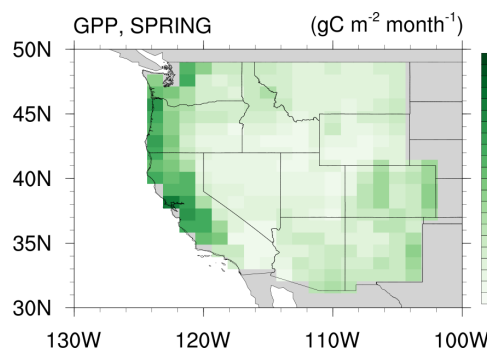 GPP, SPRING (gC m⁻² month⁻¹)
50N
45N
40N
35N
30N
130W 120W 110W 100W